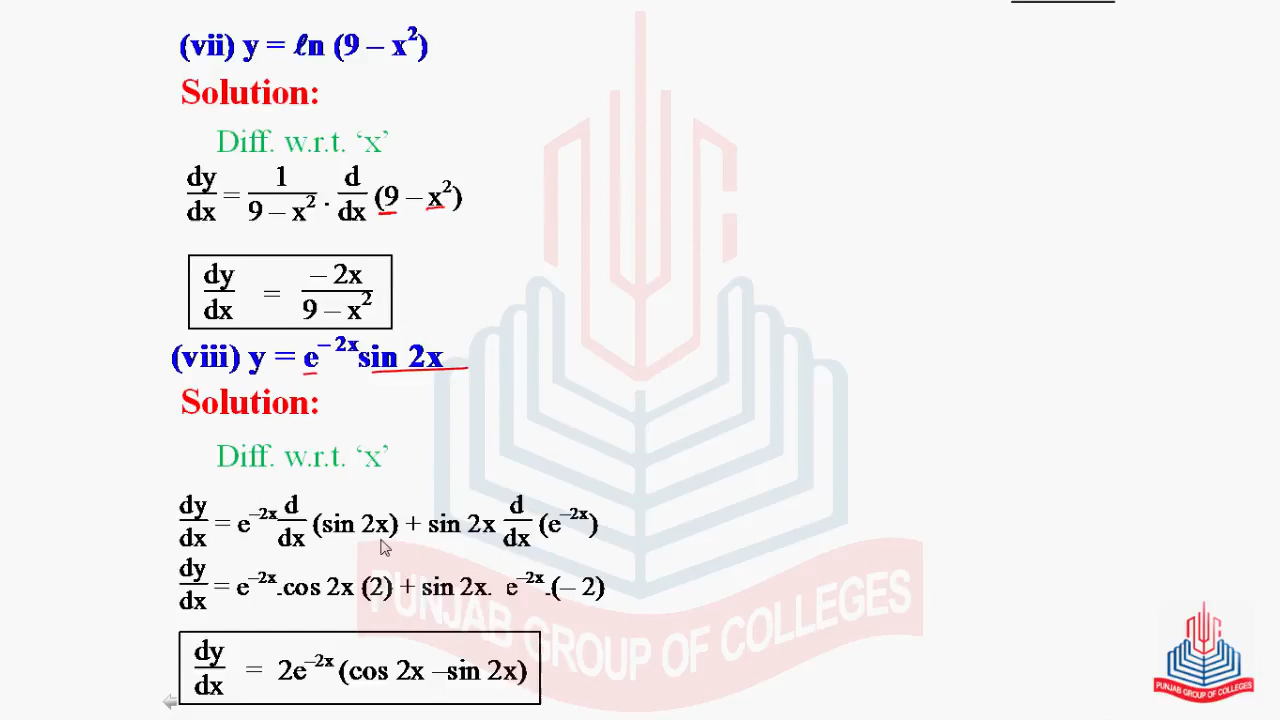 (vii) y = ℓn (9 – x²)
Solution:
Diff. w.r.t. ‘x’
dy/dx = 1/(9 – x²) . d/dx (9 – x²)
dy/dx = – 2x/(9 – x²)
(viii) y = e⁻²ˣ sin 2x
Solution:
Diff. w.r.t. ‘x’
dy/dx = e⁻²ˣ d/dx (sin 2x) + sin 2x d/dx (e⁻²ˣ)
dy/dx = e⁻²ˣ .cos 2x (2) + sin 2x. e⁻²ˣ .(– 2)
dy/dx = 2e⁻²ˣ (cos 2x –sin 2x)
PUNJAB GROUP OF COLLEGES
PUNJAB GROUP OF COLLEGES